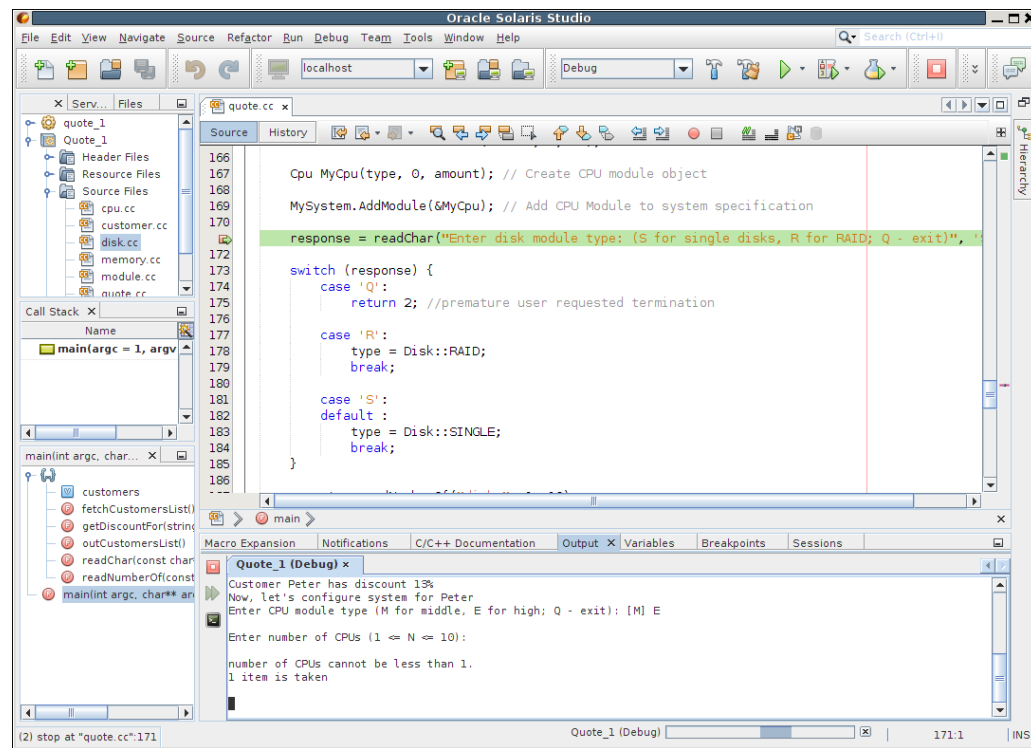 Oracle Solaris Studio
File Edit View Navigate Source Refactor Run Debug Team Tools Window Help
Search (Ctrl+I)
localhost
Debug
Serv... Files
quote_1
Quote_1
Header Files
Resource Files
Source Files
cpu.cc
customer.cc
disk.cc
memory.cc
module.cc
quote.cc
Call Stack
Name
main(argc = 1, argv
main(int argc, char...
customers
fetchCustomersList()
getDiscountFor(string
outCustomersList()
readChar(const char
readNumberOf(const
main(int argc, char** arg
quote.cc
Source History
166
167 Cpu MyCpu(type, 0, amount); // Create CPU module object
168
169 MySystem.AddModule(&MyCpu); // Add CPU Module to system specification
170
response = readChar("Enter disk module type: (S for single disks, R for RAID; Q - exit)", '
172
173 switch (response) {
174 case 'Q':
175 return 2; //premature user requested termination
176
177 case 'R':
178 type = Disk::RAID;
179 break;
180
181 case 'S':
182 default :
183 type = Disk::SINGLE;
184 break;
185 }
186
main
Hierarchy
Macro Expansion Notifications C/C++ Documentation Output Variables Breakpoints Sessions
Quote_1 (Debug)
Customer Peter has discount 13%
Now, let's configure system for Peter
Enter CPU module type (M for middle, E for high; Q - exit): [M] E
Enter number of CPUs (1 <= N <= 10):
number of CPUs cannot be less than 1.
1 item is taken
(2) stop at "quote.cc":171
Quote_1 (Debug)
171:1
INS